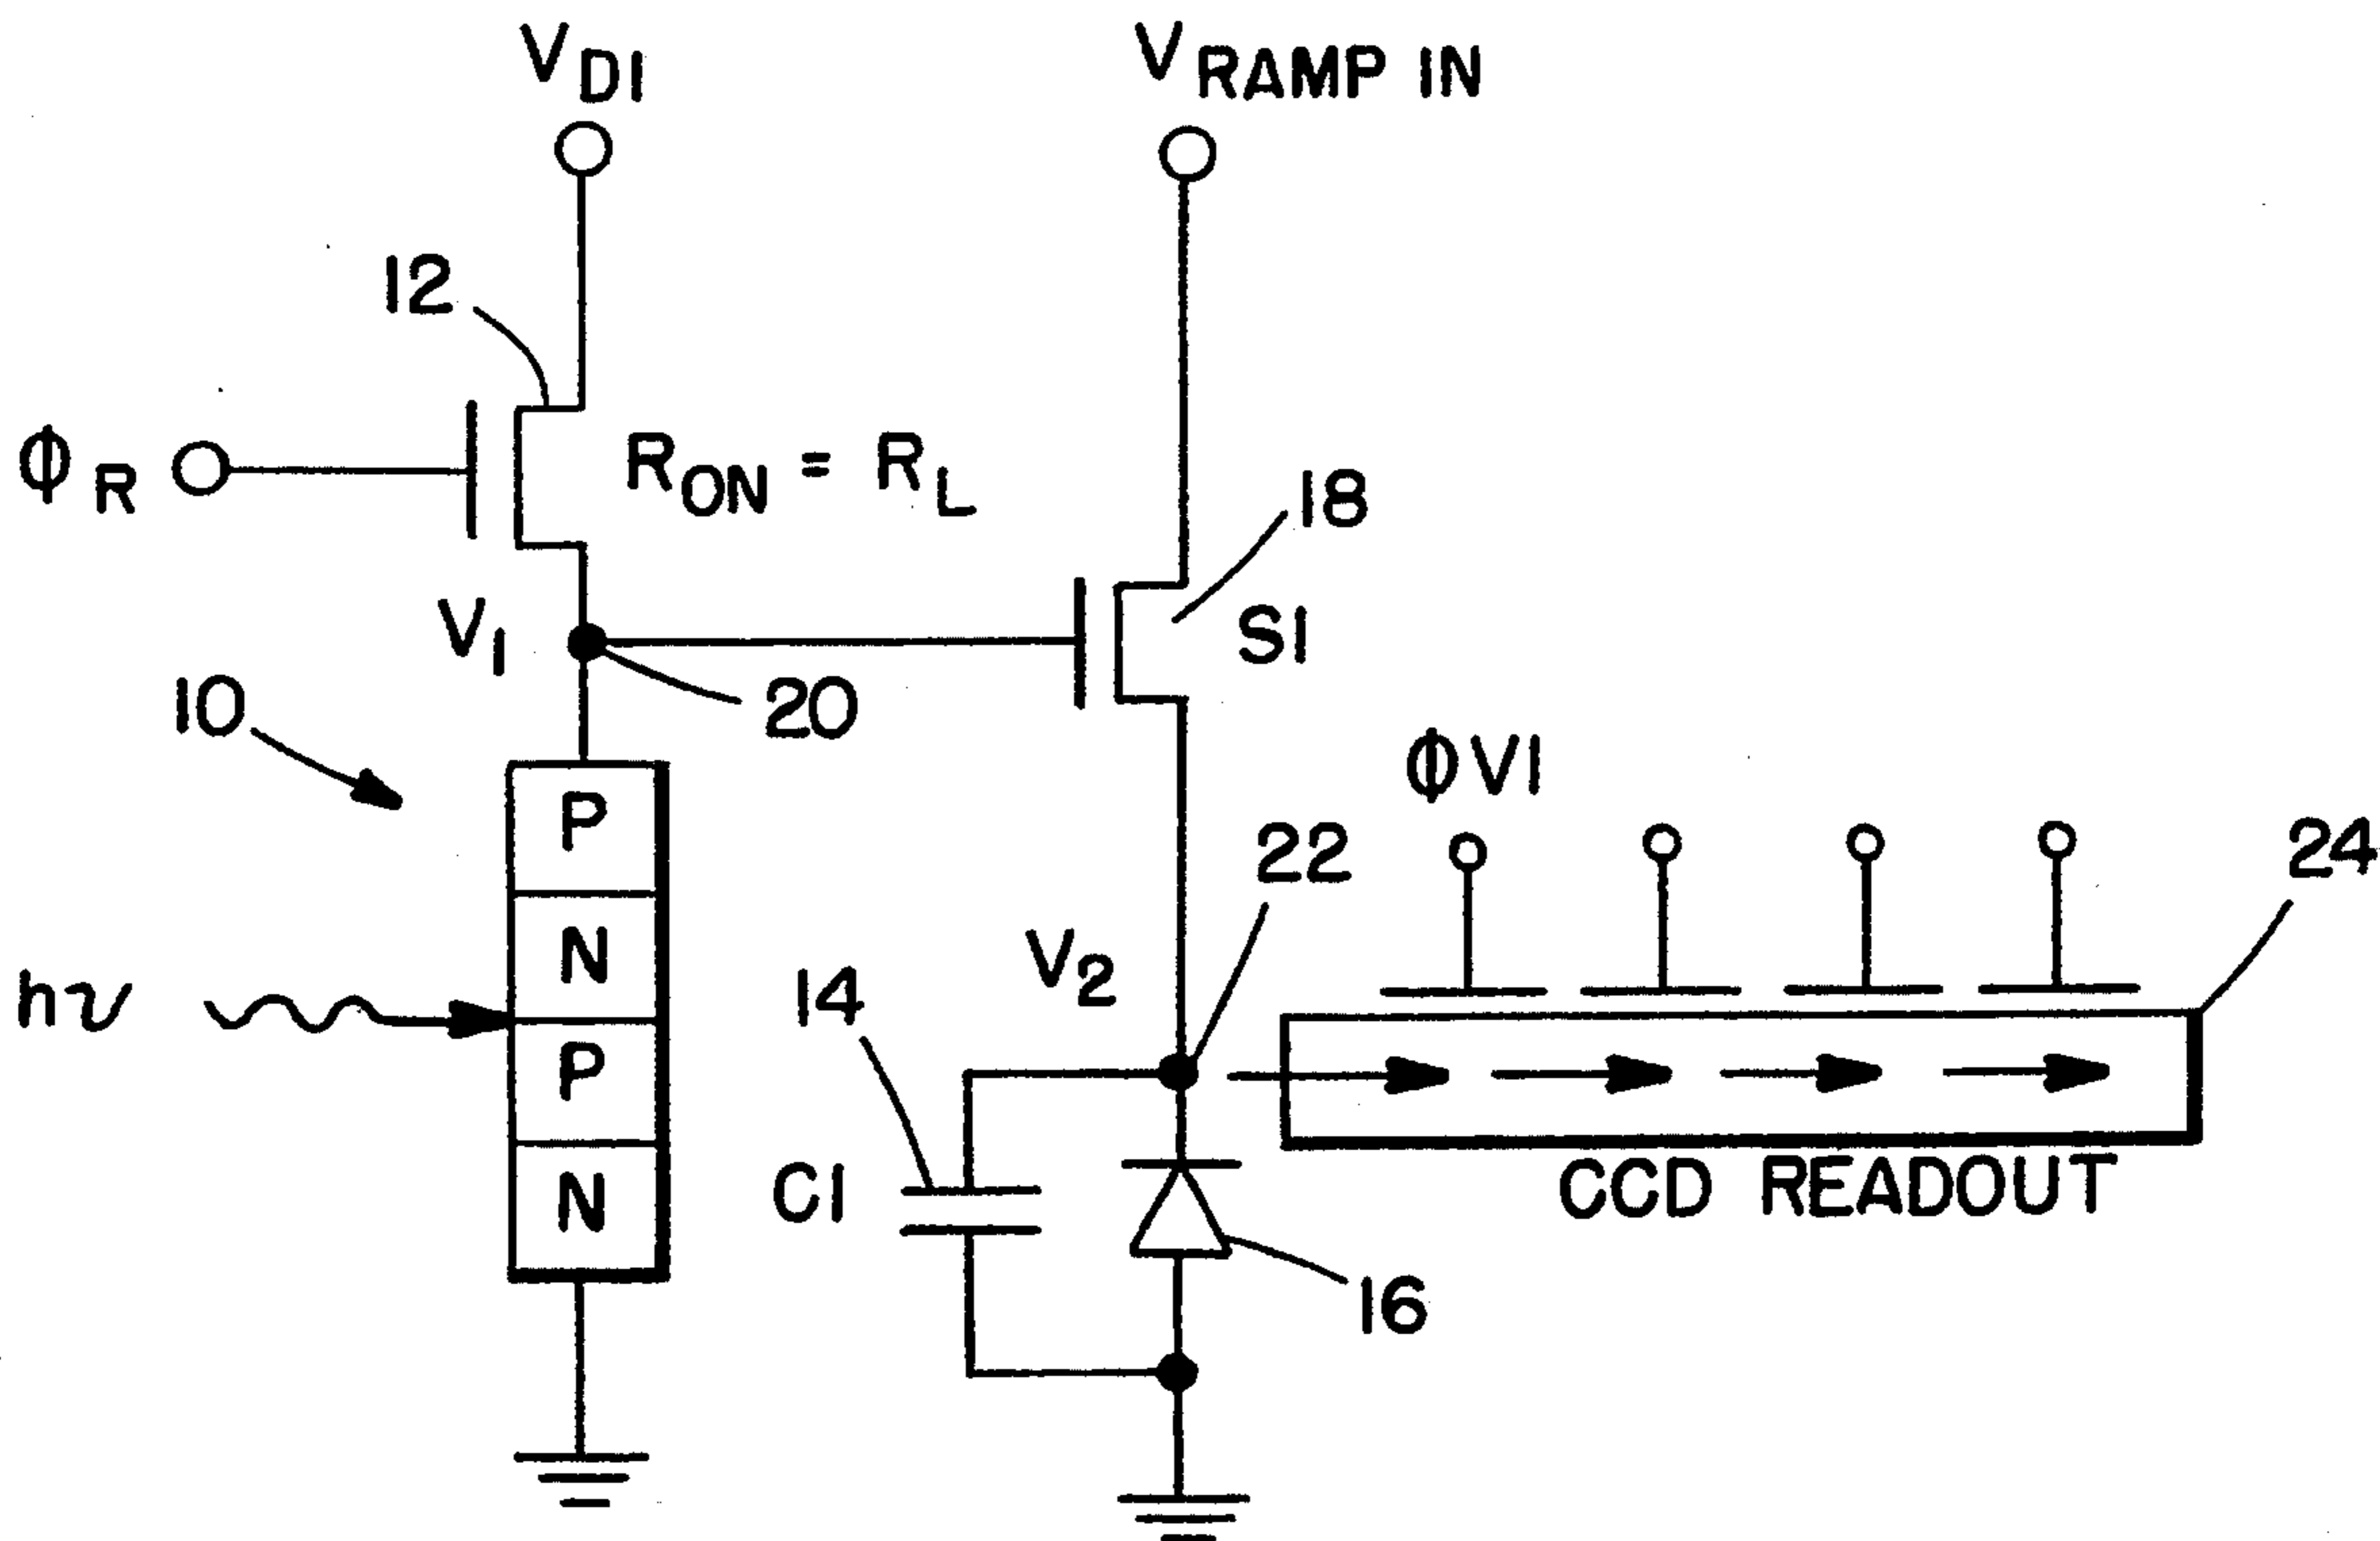 VD1
VRAMP IN
12
ΦR
RON = RL
18
V1
S1
20
10
ΦV1
22
24
P
N
P
N
V2
14
hν
C1
CCD READOUT
16